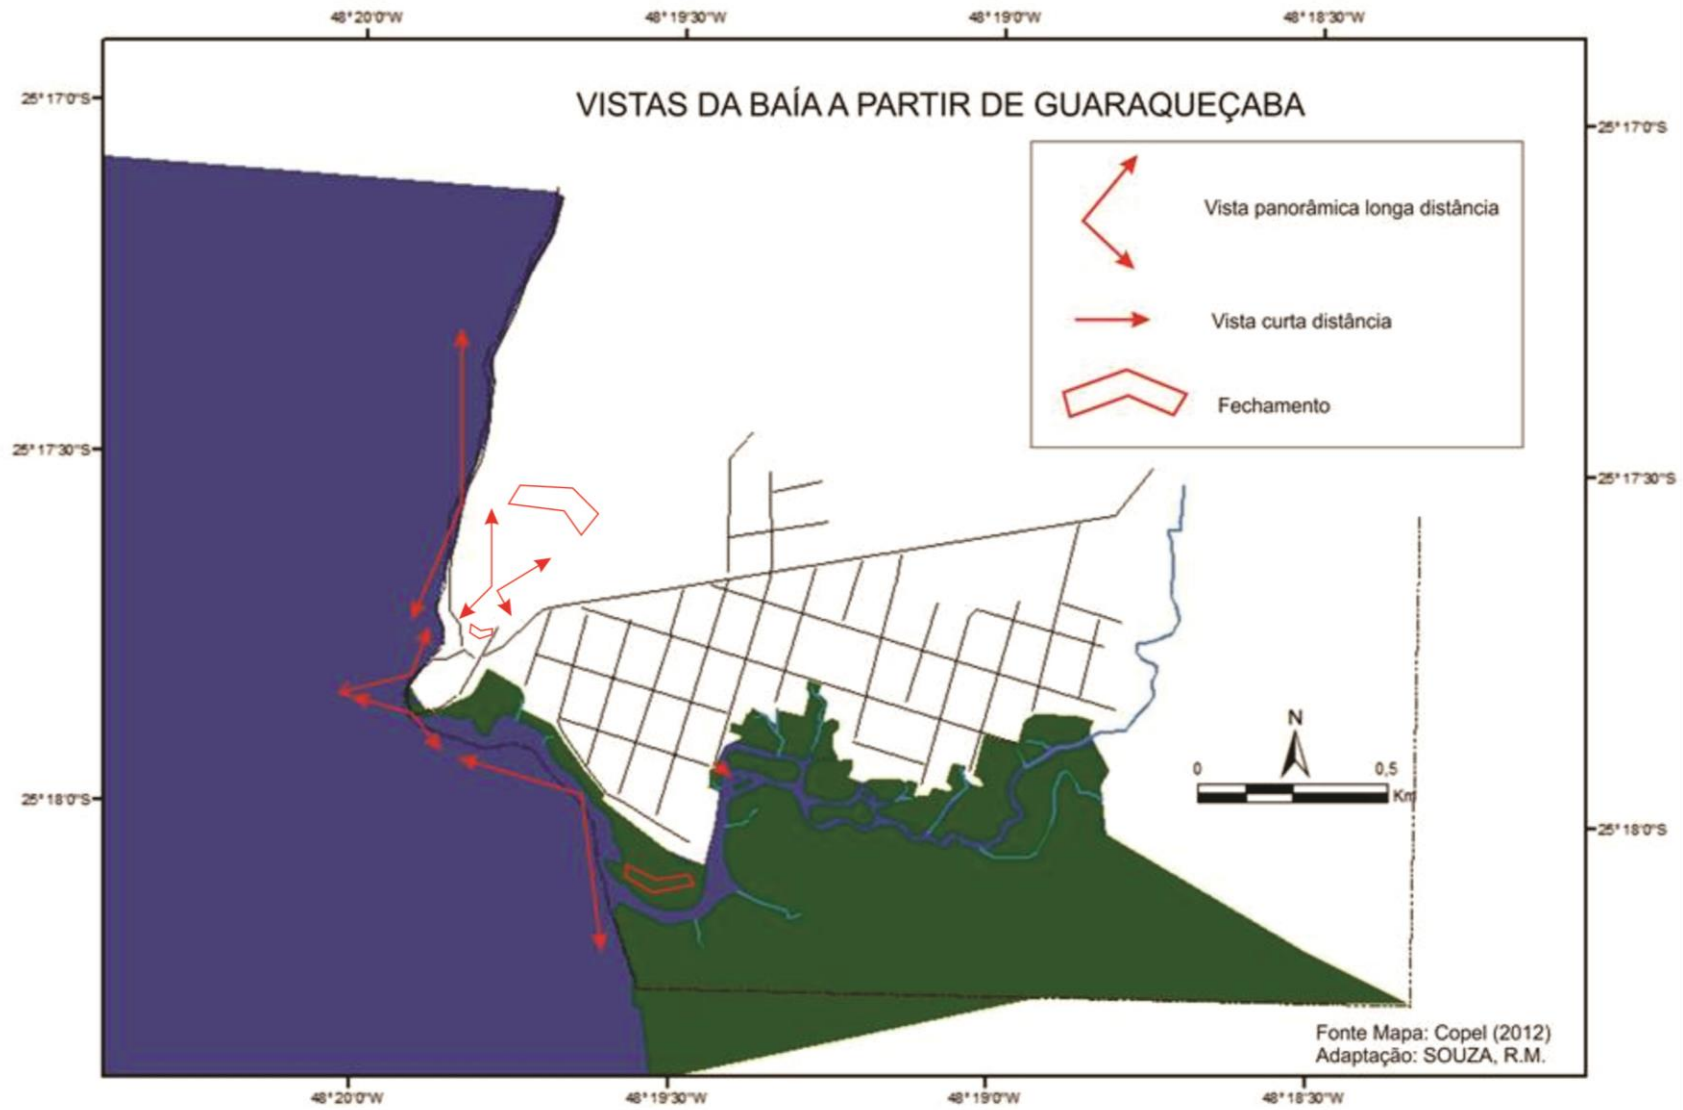 48°20'0"W 48°19'30"W 48°19'0"W 48°18'30"W
25°17'0"S
25°17'0"S
VISTAS DA BAÍA A PARTIR DE GUARAQUEÇABA
Vista panorâmica longa distância
Vista curta distância
Fechamento
25°17'30"S
25°17'30"S
N
0 0,5
Km
25°18'0"S
25°18'0"S
Fonte Mapa: Copel (2012)
Adaptação: SOUZA, R.M.
48°20'0"W 48°19'30"W 48°19'0"W 48°18'30"W